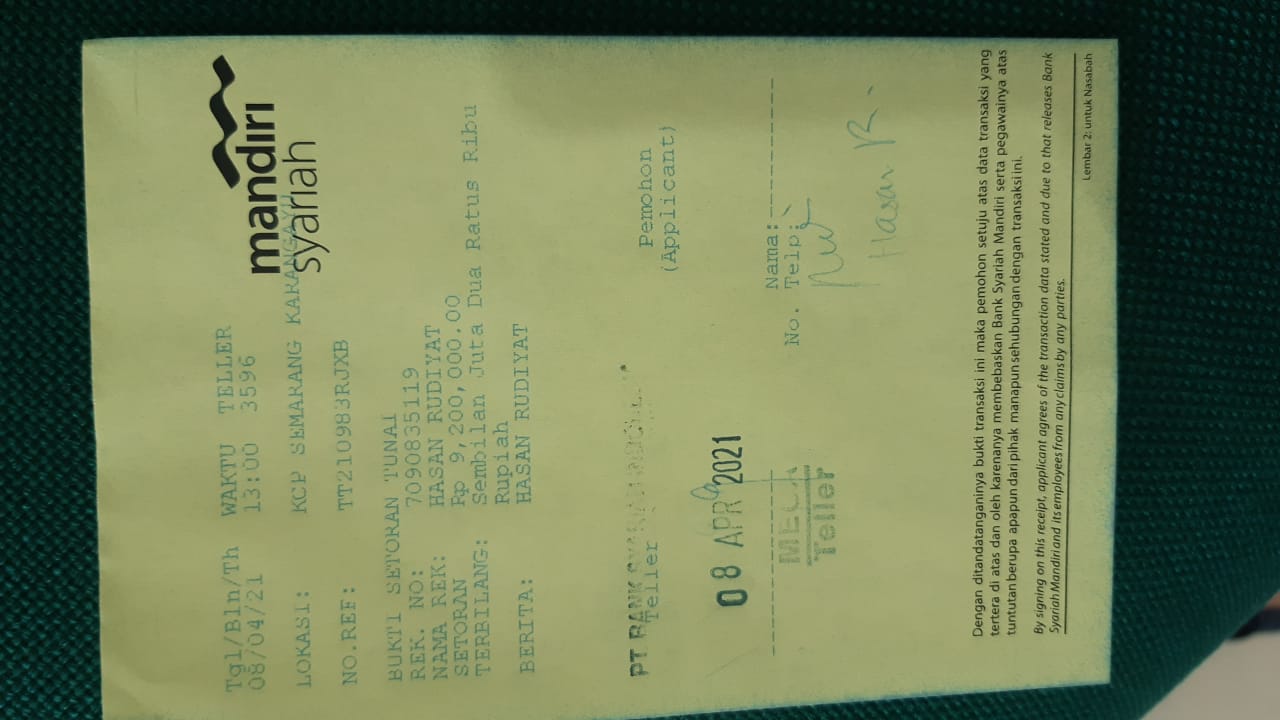 mandiri
syariah
Tgl/Bln/Th WAKTU TELLER
08/04/21 13:00 3596
LOKASI: KCP SEMARANG KARANGAYU
NO.REF: TT210983RJXB
BUKTI SETORAN TUNAI
REK. NO: 7090835119
NAMA REK: HASAN RUDIYAT
SETORAN Rp 9,200,000.00
TERBILANG: Sembilan Juta Dua Ratus Ribu
Rupiah
BERITA: HASAN RUDIYAT
PT BANK
Teller
Pemohon
(Applicant)
08 APR 2021
MEGA
Teller
Nama:
No. Telp:
Hasan R.
Dengan ditandatanganinya bukti transaksi ini maka pemohon setuju atas data transaksi yang
tertera di atas dan oleh karenanya membebaskan Bank Syariah Mandiri serta pegawainya atas
tuntutan berupa apapun dari pihak manapun sehubungan dengan transaksi ini.
By signing on this receipt, applicant agrees of the transaction data stated and due to that releases Bank
Syariah Mandiri and its employees from any claims by any parties.
Lembar 2: untuk Nasabah